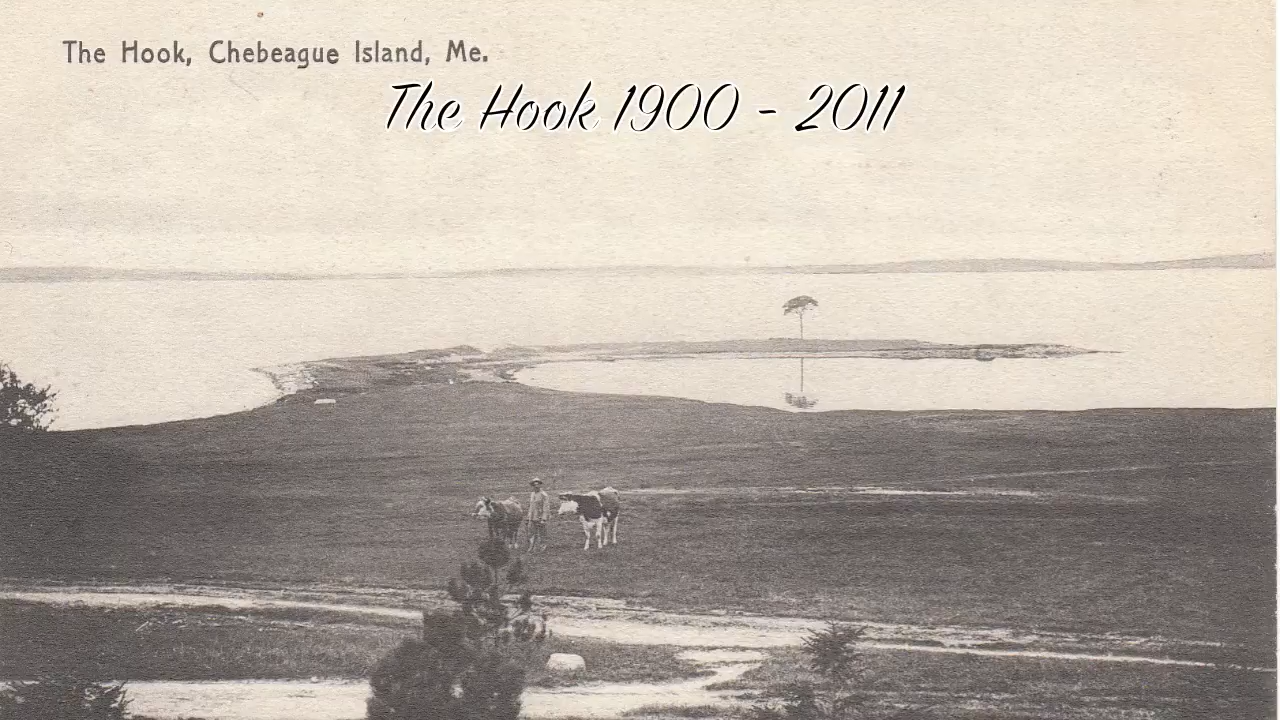 The Hook, Chebeague Island, Me.
The Hook 1900 - 2011